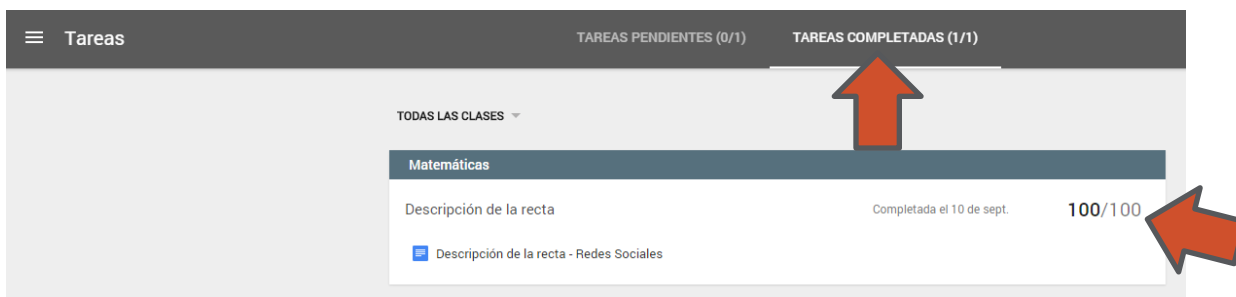 Tareas
TAREAS PENDIENTES (0/1)
TAREAS COMPLETADAS (1/1)
TODAS LAS CLASES
Matemáticas
Descripción de la recta
Completada el 10 de sept.
100/100
Descripción de la recta - Redes Sociales